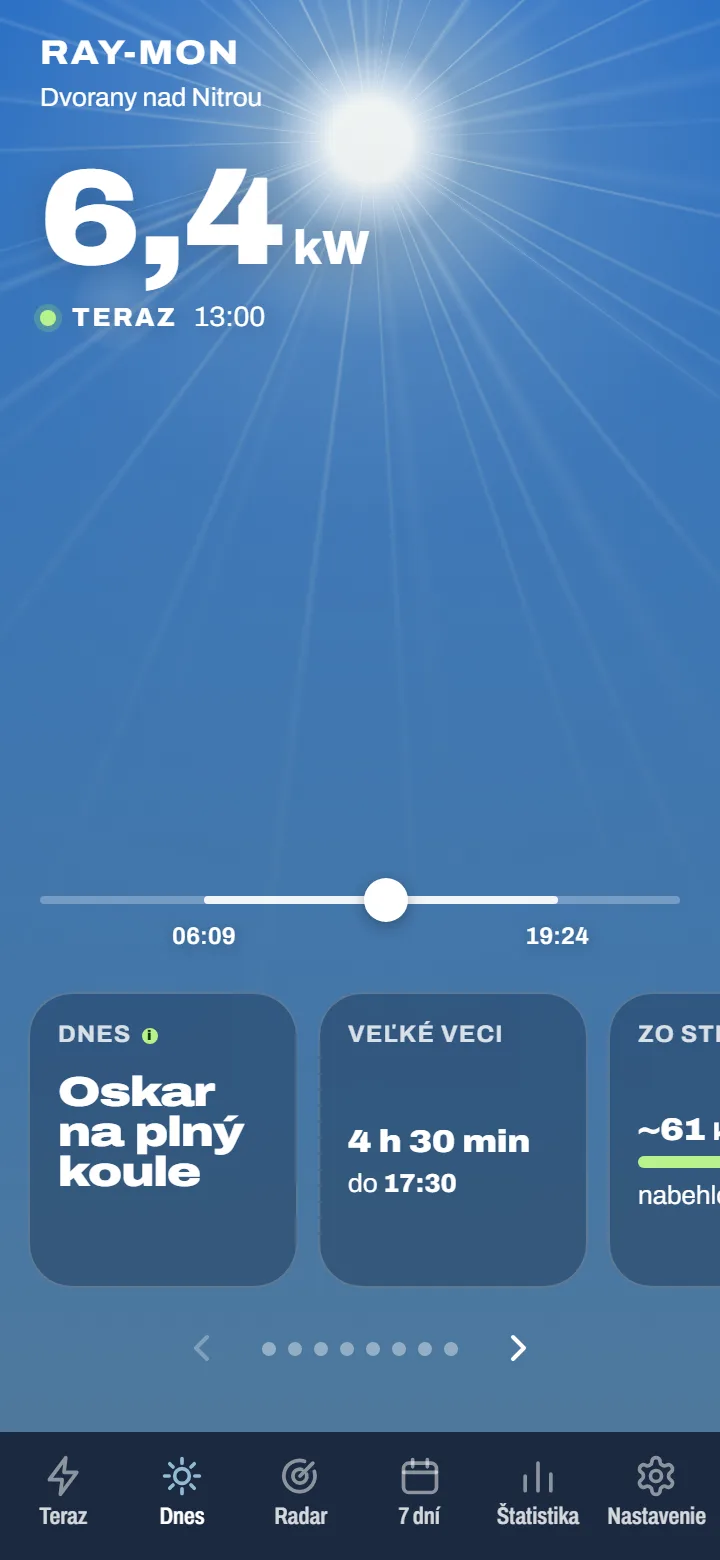 RAY-MON
Dvorany nad Nitrou
6,4 kW
TERAZ 13:00
06:09 19:24
DNES i
Oskar
na plný
koule
VEĽKÉ VECI
4 h 30 min
do 17:30
~61
Teraz Dnes Radar 7 dní Štatistika Nastavenie